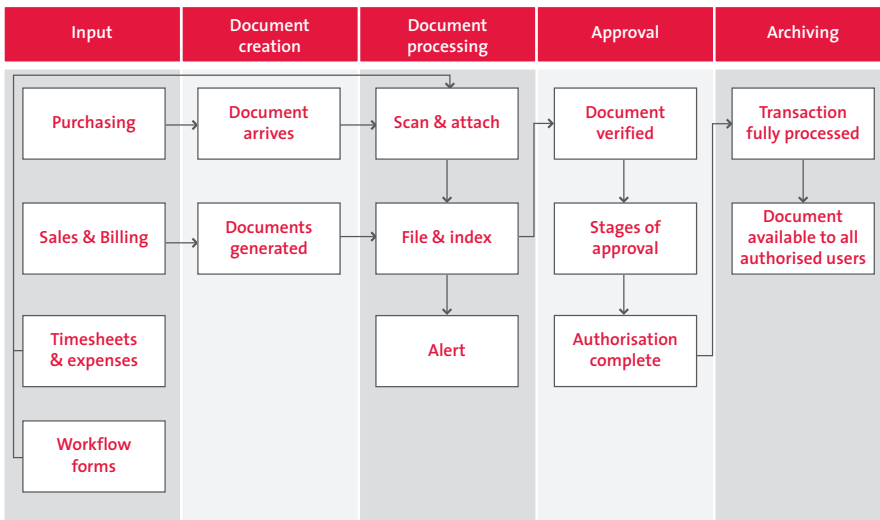 Input
Document
creation
Document
processing
Approval
Archiving
Purchasing
Document
arrives
Scan & attach
Document
verified
Transaction
fully processed
Sales & Billing
Documents
generated
File & index
Stages of
approval
Document
available to all
authorised users
Timesheets
& expenses
Alert
Authorisation
complete
Workflow
forms